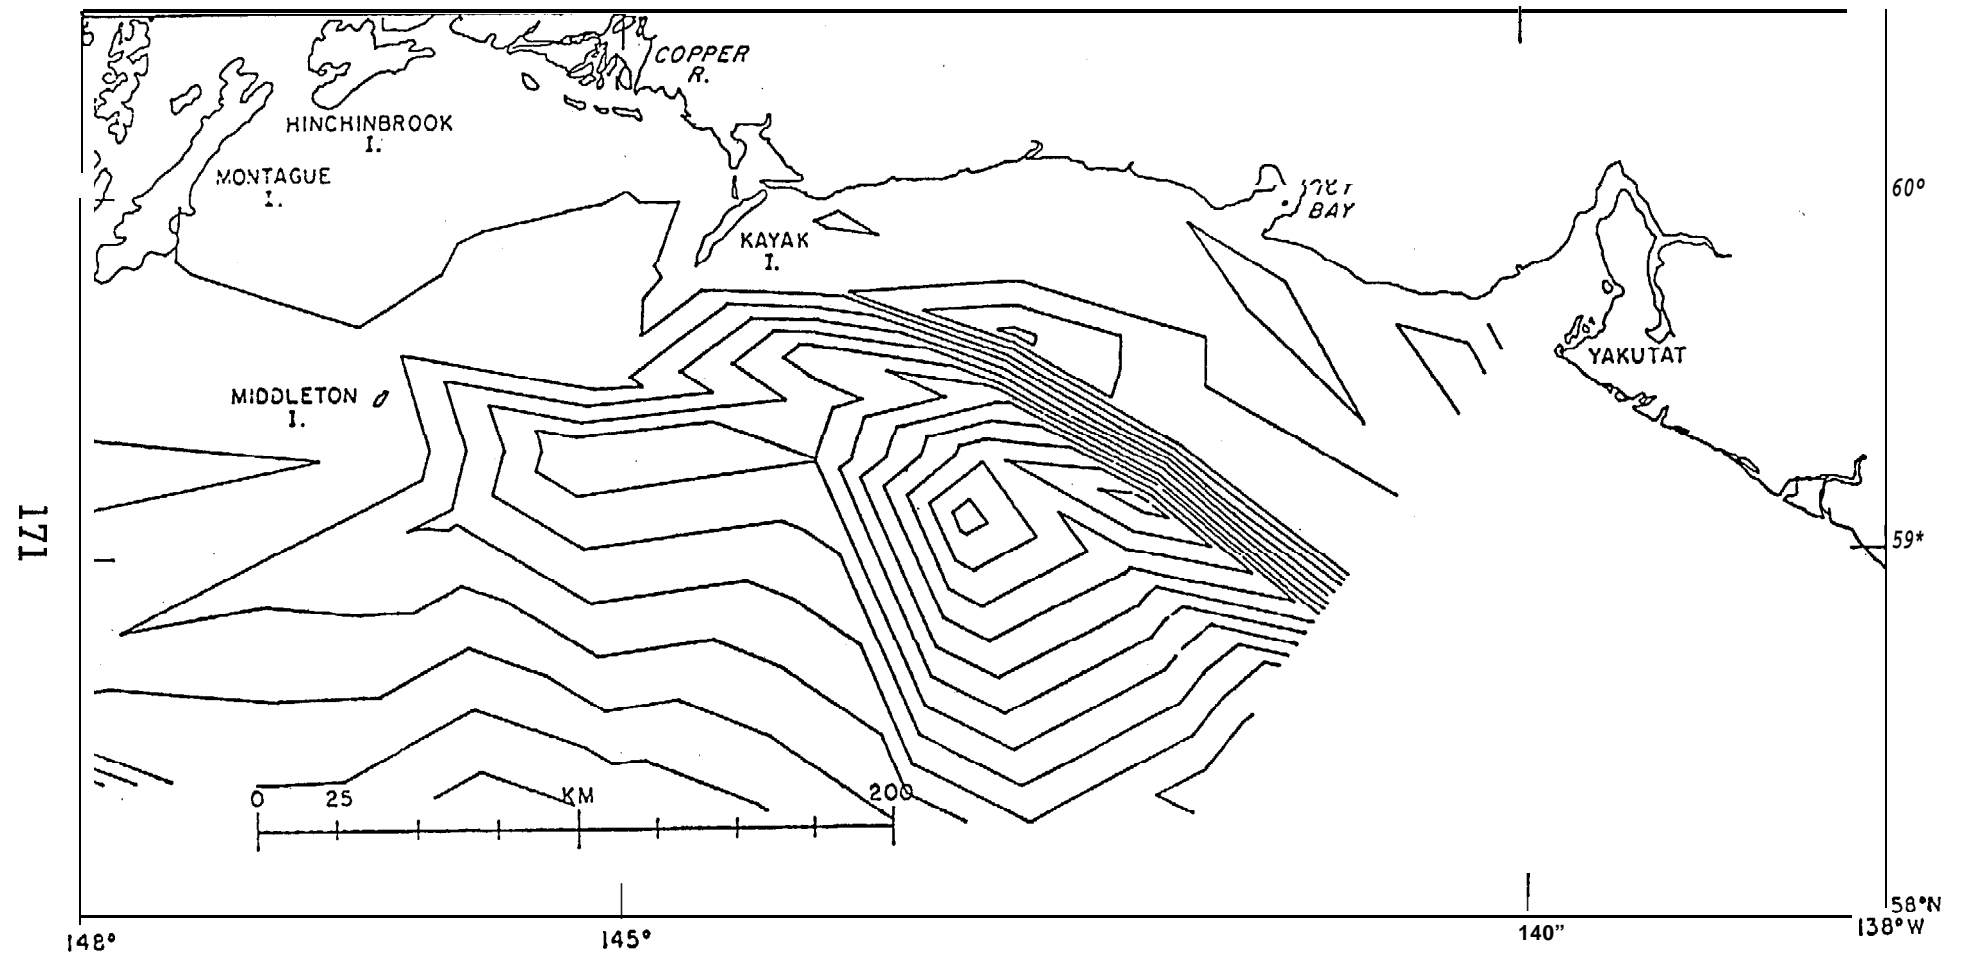 COPPER
R.
HINCHINBROOK
I.
MONTAGUE
I.
60°
BAY
KAYAK
I.
YAKUTAT
MIDDLETON
I.
171
59*
0 25 KM 200
58°N
148° 145° 140” 138°W